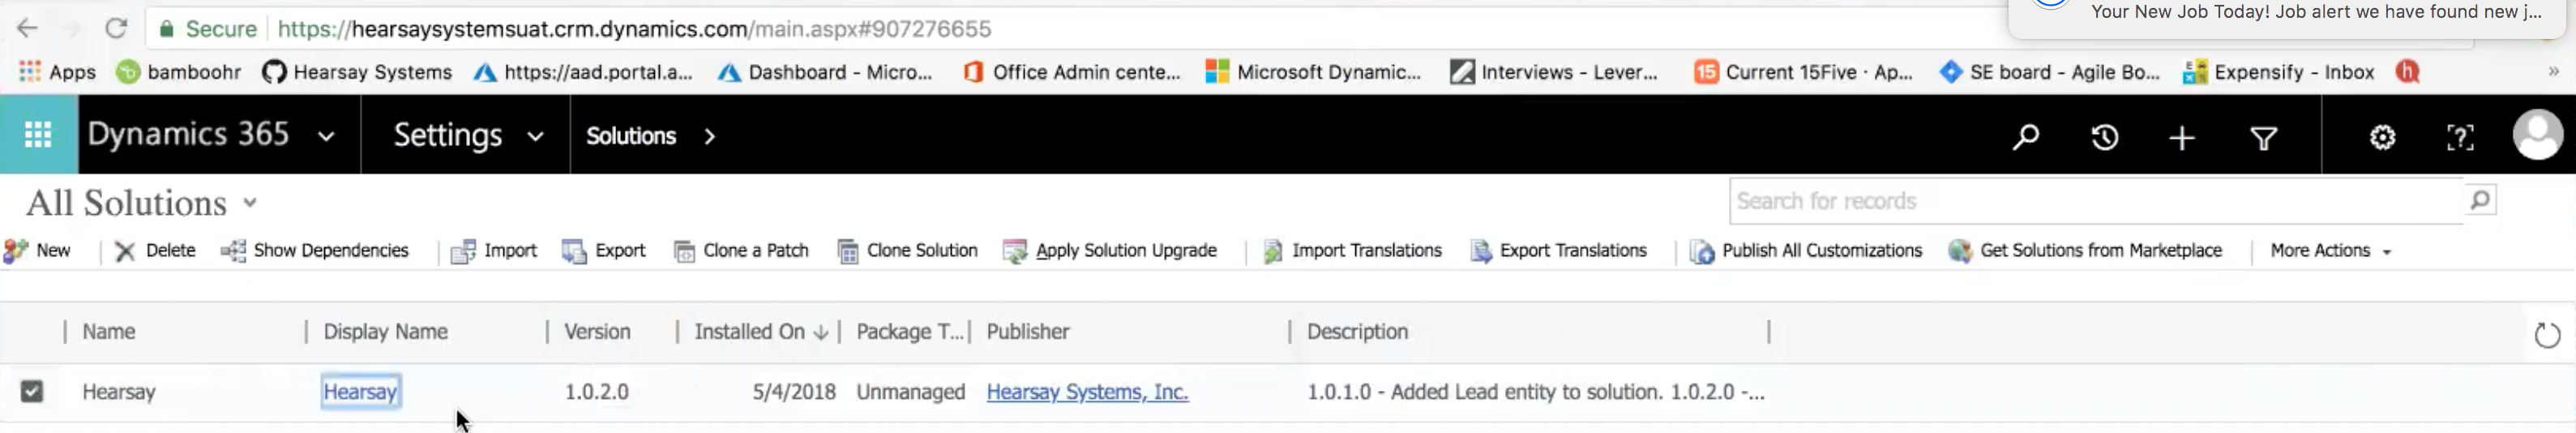 Your New Job Today! Job alert we have found new j...
Secure https://hearsaysystemsuat.crm.dynamics.com/main.aspx#907276655
Apps bamboohr Hearsay Systems https://aad.portal.a... Dashboard - Micro... Office Admin cente... Microsoft Dynamic... Interviews - Lever... 15 Current 15Five · Ap... SE board - Agile Bo... Expensify - Inbox h »
Dynamics 365 Settings Solutions
All Solutions Search for records
New Delete Show Dependencies Import Export Clone a Patch Clone Solution Apply Solution Upgrade Import Translations Export Translations Publish All Customizations Get Solutions from Marketplace More Actions
Name Display Name Version Installed On ↓ Package T... Publisher Description
Hearsay Hearsay 1.0.2.0 5/4/2018 Unmanaged Hearsay Systems, Inc. 1.0.1.0 - Added Lead entity to solution. 1.0.2.0 -...